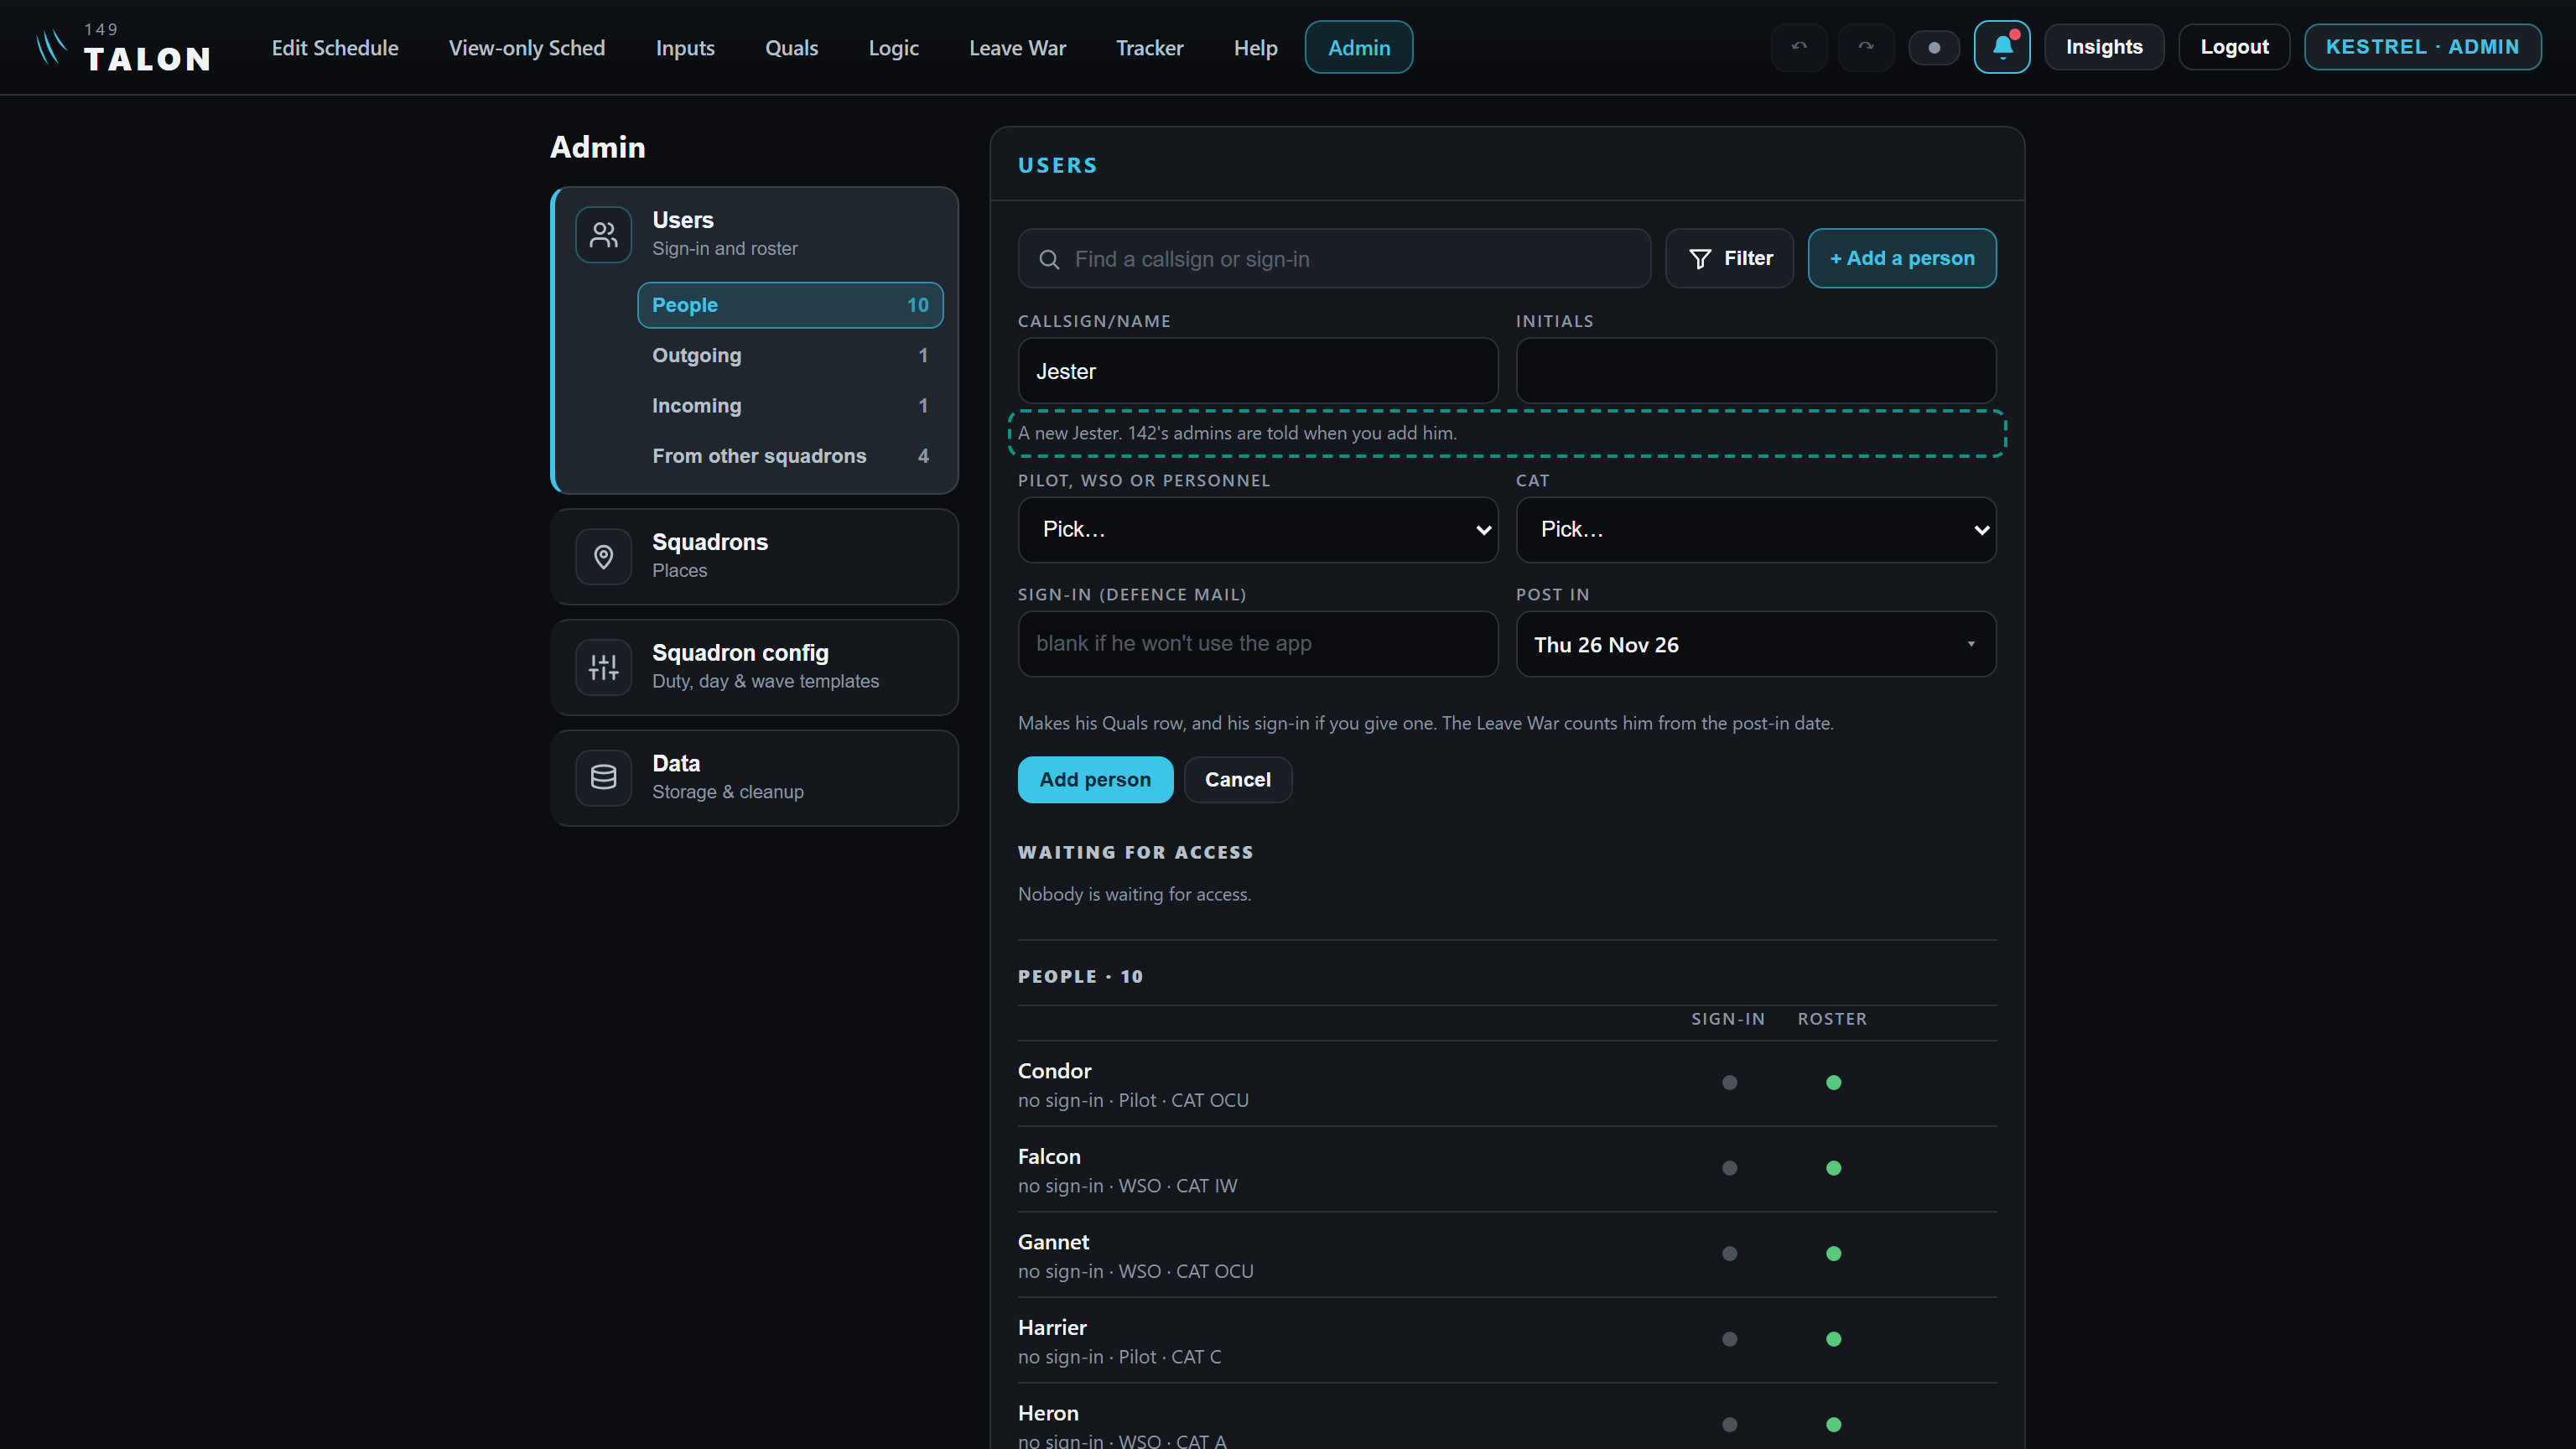 149
TALON
Edit Schedule
View-only Sched
Inputs
Quals
Logic
Leave War
Tracker
Help
Admin
Insights
Logout
KESTREL · ADMIN
Admin
Users
Sign-in and roster
People 10
Outgoing 1
Incoming 1
From other squadrons 4
Squadrons
Places
Squadron config
Duty, day & wave templates
Data
Storage & cleanup
USERS
Find a callsign or sign-in
Filter
+ Add a person
CALLSIGN/NAME
INITIALS
Jester
A new Jester. 142's admins are told when you add him.
PILOT, WSO OR PERSONNEL
CAT
Pick...
Pick...
SIGN-IN (DEFENCE MAIL)
POST IN
blank if he won't use the app
Thu 26 Nov 26
Makes his Quals row, and his sign-in if you give one. The Leave War counts him from the post-in date.
Add person
Cancel
WAITING FOR ACCESS
Nobody is waiting for access.
PEOPLE · 10
SIGN-IN ROSTER
Condor
no sign-in · Pilot · CAT OCU
Falcon
no sign-in · WSO · CAT IW
Gannet
no sign-in · WSO · CAT OCU
Harrier
no sign-in · Pilot · CAT C
Heron
no sign-in · WSO · CAT A